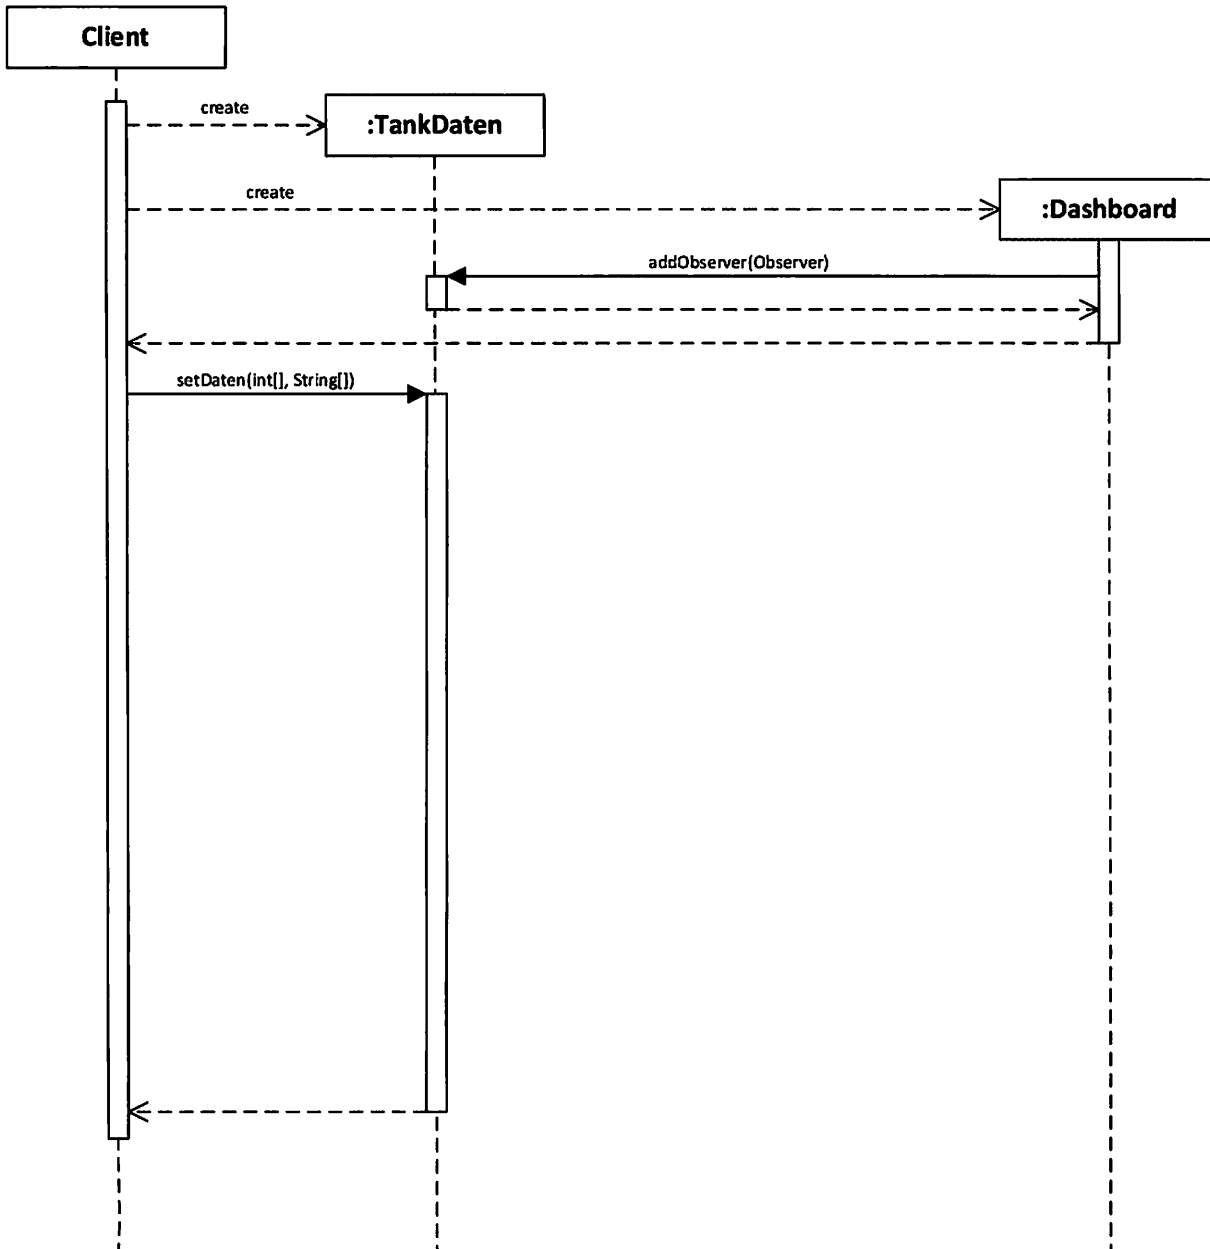 Client
create
:TankDaten
create
:Dashboard
addObserver(Observer)
setDaten(int[], String[])